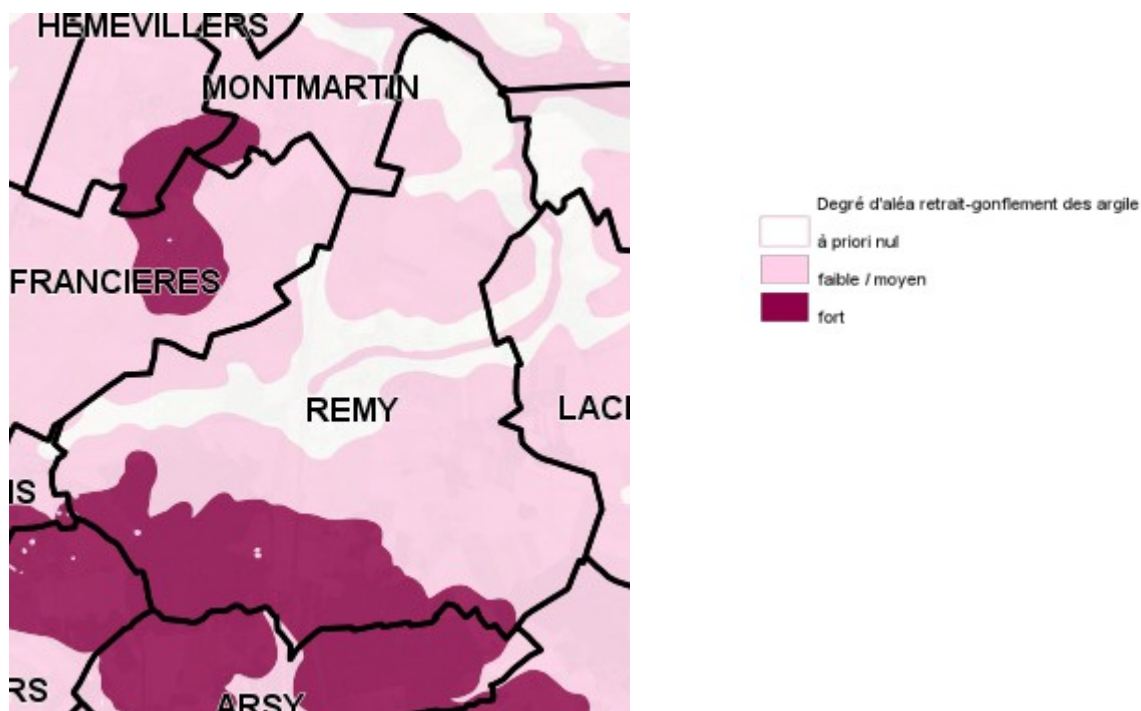 HEMEVILLERS
MONTMARTIN
FRANCIERES
REMY
LACI
IS
RS
ARSY
Degré d'aléa retrait-gonflement des argile
à priori nul
faible / moyen
fort